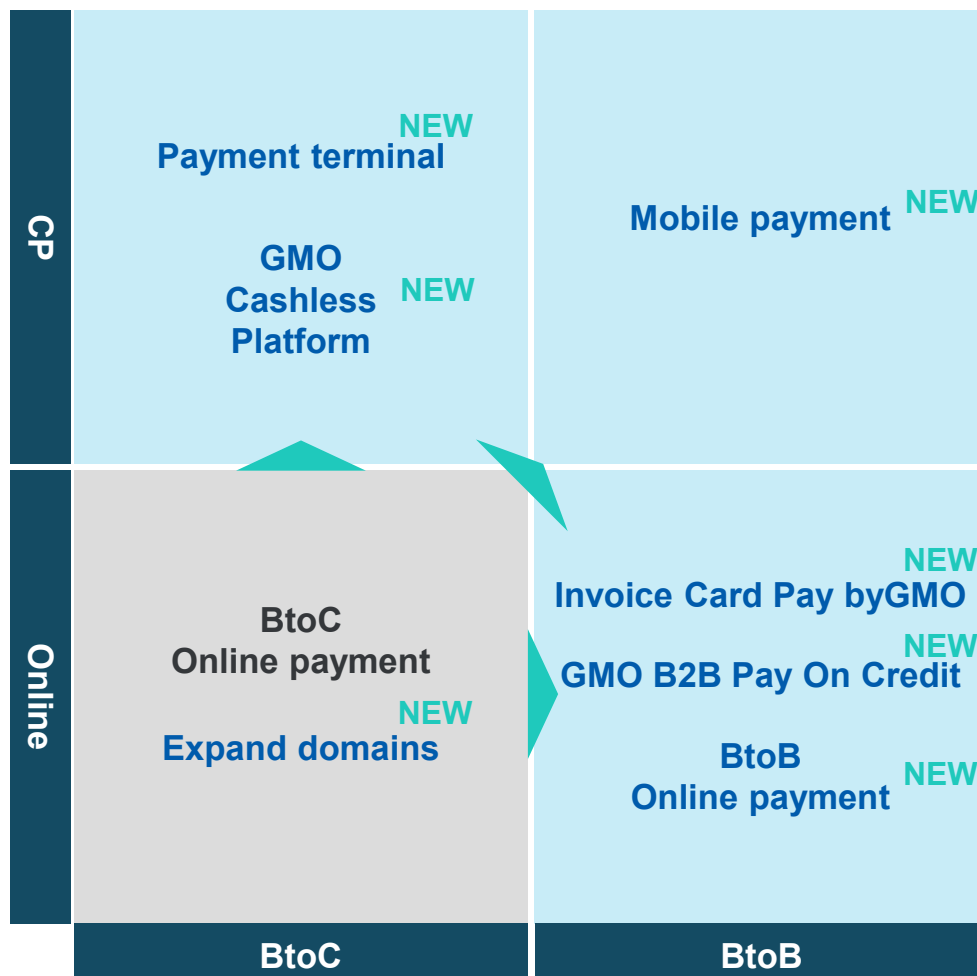 CP
NEW
Payment terminal
GMO
Cashless
Platform
NEW
Mobile payment
NEW
Online
BtoC
Online payment
NEW
Expand domains
NEW
Invoice Card Pay byGMO
NEW
GMO B2B Pay On Credit
BtoB
Online payment
NEW
BtoC
BtoB